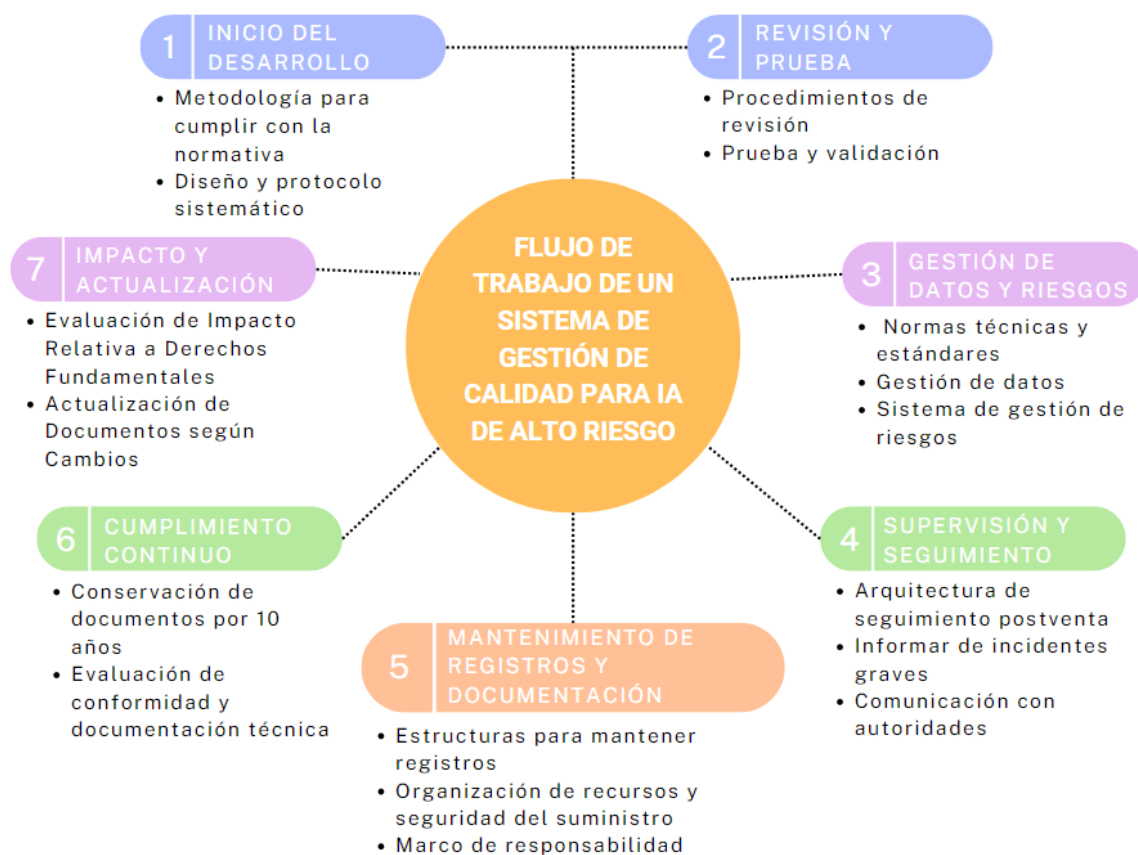 1
INICIO DEL
DESARROLLO
• Metodología para
cumplir con la
normativa
• Diseño y protocolo
sistemático
2
REVISIÓN Y
PRUEBA
• Procedimientos de
revisión
• Prueba y validación
FLUJO DE
TRABAJO DE UN
SISTEMA DE
GESTIÓN DE
CALIDAD PARA IA
DE ALTO RIESGO
3
GESTIÓN DE
DATOS Y RIESGOS
• Normas técnicas y
estándares
• Gestión de datos
• Sistema de gestión de
riesgos
4
SUPERVISIÓN Y
SEGUIMIENTO
• Arquitectura de
seguimiento postventa
• Informar de incidentes
graves
• Comunicación con
autoridades
5
MANTENIMIENTO DE
REGISTROS Y
DOCUMENTACIÓN
• Estructuras para mantener
registros
• Organización de recursos y
seguridad del suministro
• Marco de responsabilidad
6
CUMPLIMIENTO
CONTINUO
• Conservación de
documentos por 10
años
• Evaluación de
conformidad y
documentación técnica
7
IMPACTO Y
ACTUALIZACIÓN
• Evaluación de Impacto
Relativa a Derechos
Fundamentales
• Actualización de
Documentos según
Cambios